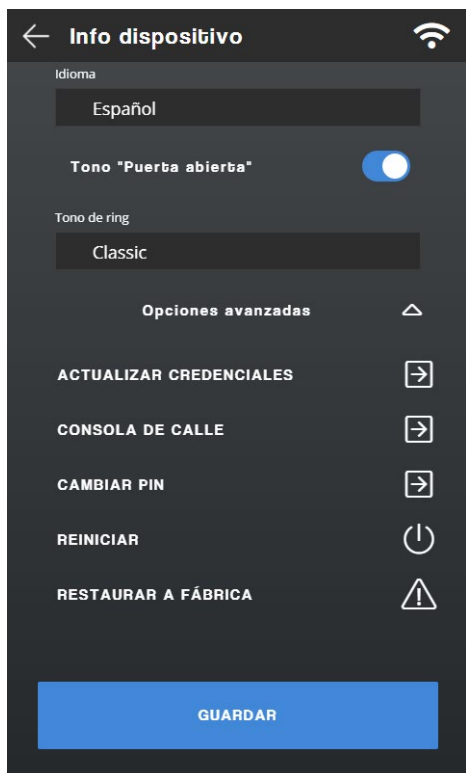 Info dispositivo
Idioma
Español
Tono "Puerta abierta"
Tono de ring
Classic
Opciones avanzadas
ACTUALIZAR CREDENCIALES
CONSOLA DE CALLE
CAMBIAR PIN
REINICIAR
RESTAURAR A FÁBRICA
GUARDAR